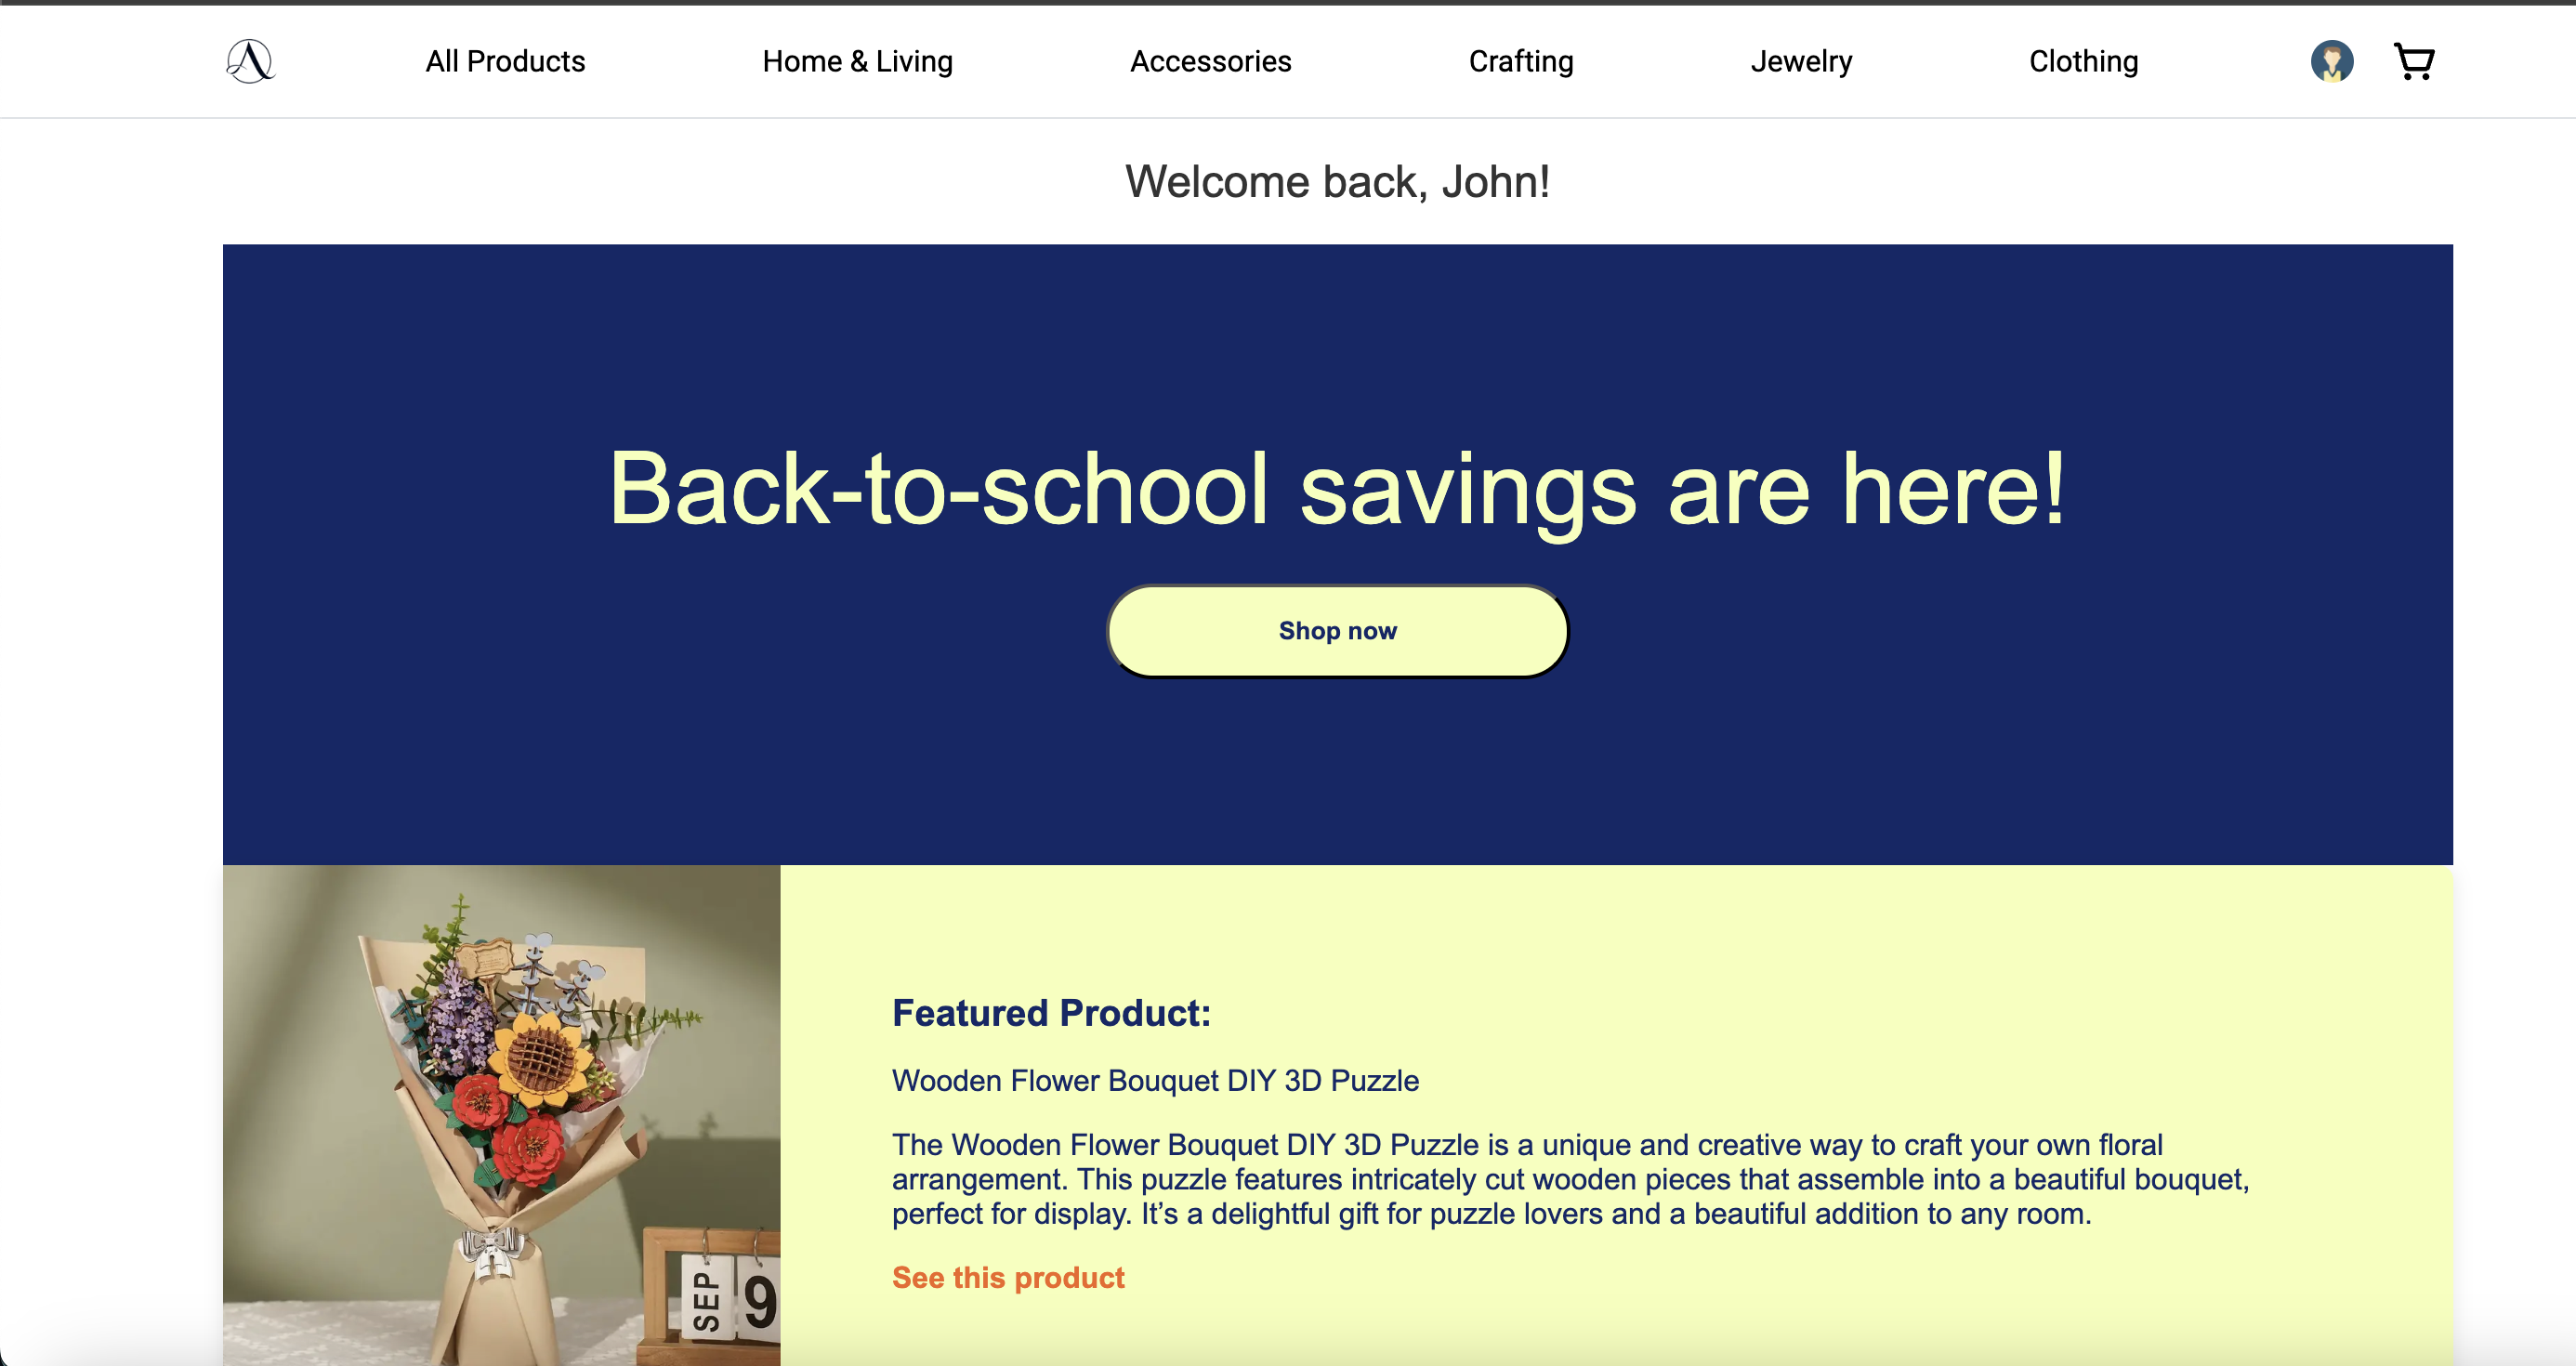 All Products Home & Living Accessories Crafting Jewelry Clothing
Welcome back, John!
Back-to-school savings are here!
Shop now
Featured Product:
Wooden Flower Bouquet DIY 3D Puzzle
The Wooden Flower Bouquet DIY 3D Puzzle is a unique and creative way to craft your own floral
arrangement. This puzzle features intricately cut wooden pieces that assemble into a beautiful bouquet,
perfect for display. It’s a delightful gift for puzzle lovers and a beautiful addition to any room.
See this product
SEP 9